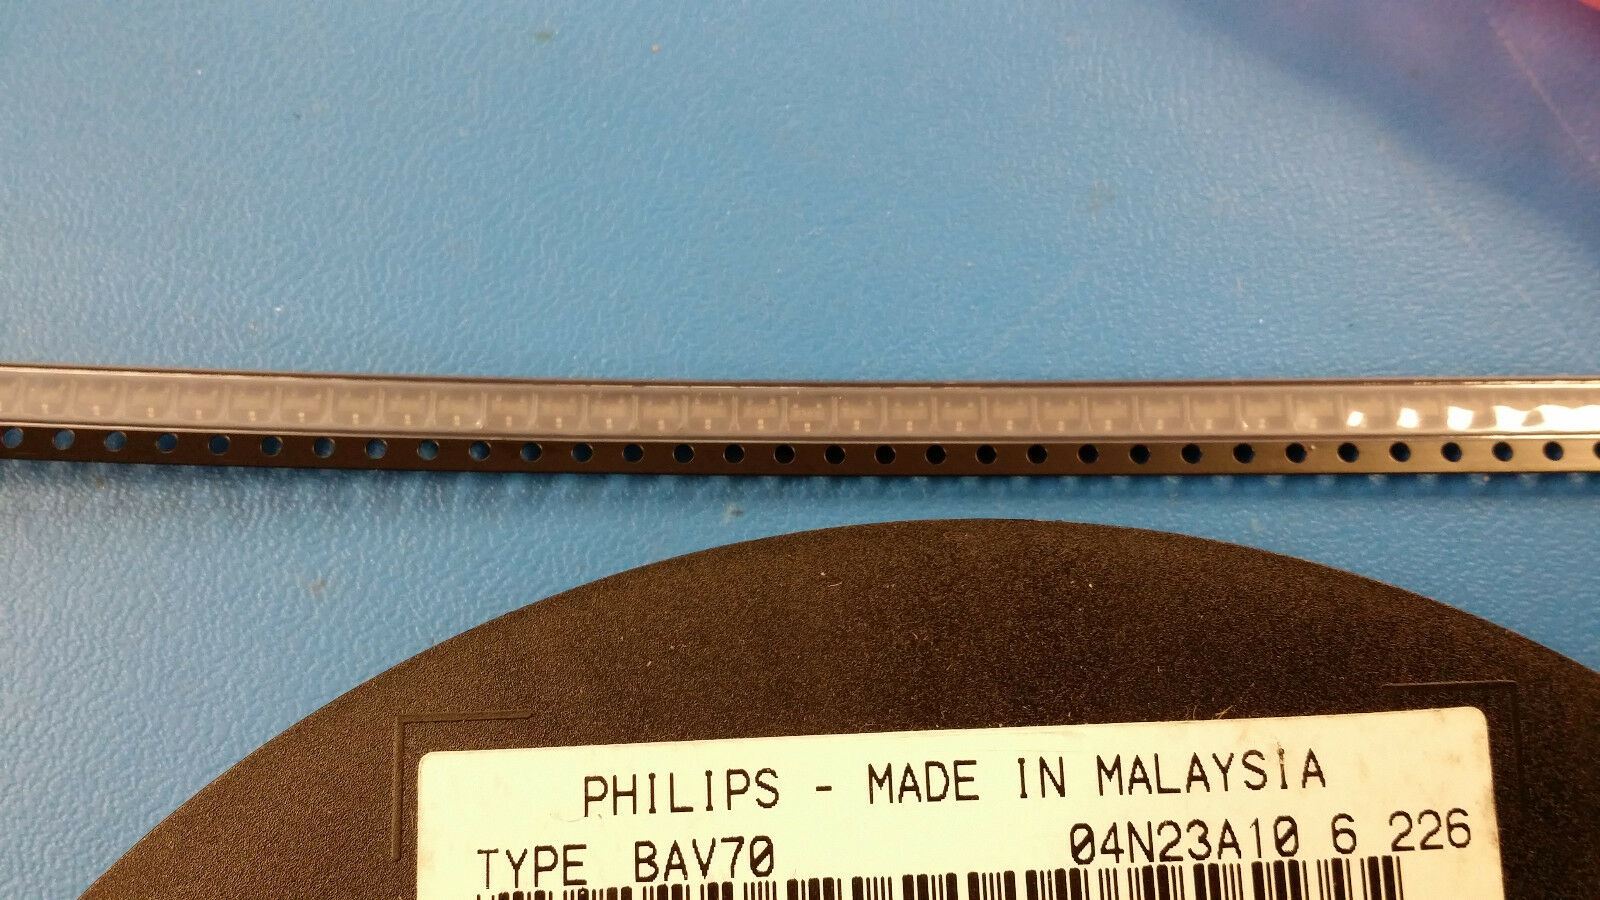 PHILIPS - MADE IN MALAYSIA
TYPE BAV70 04N23A10 6 226